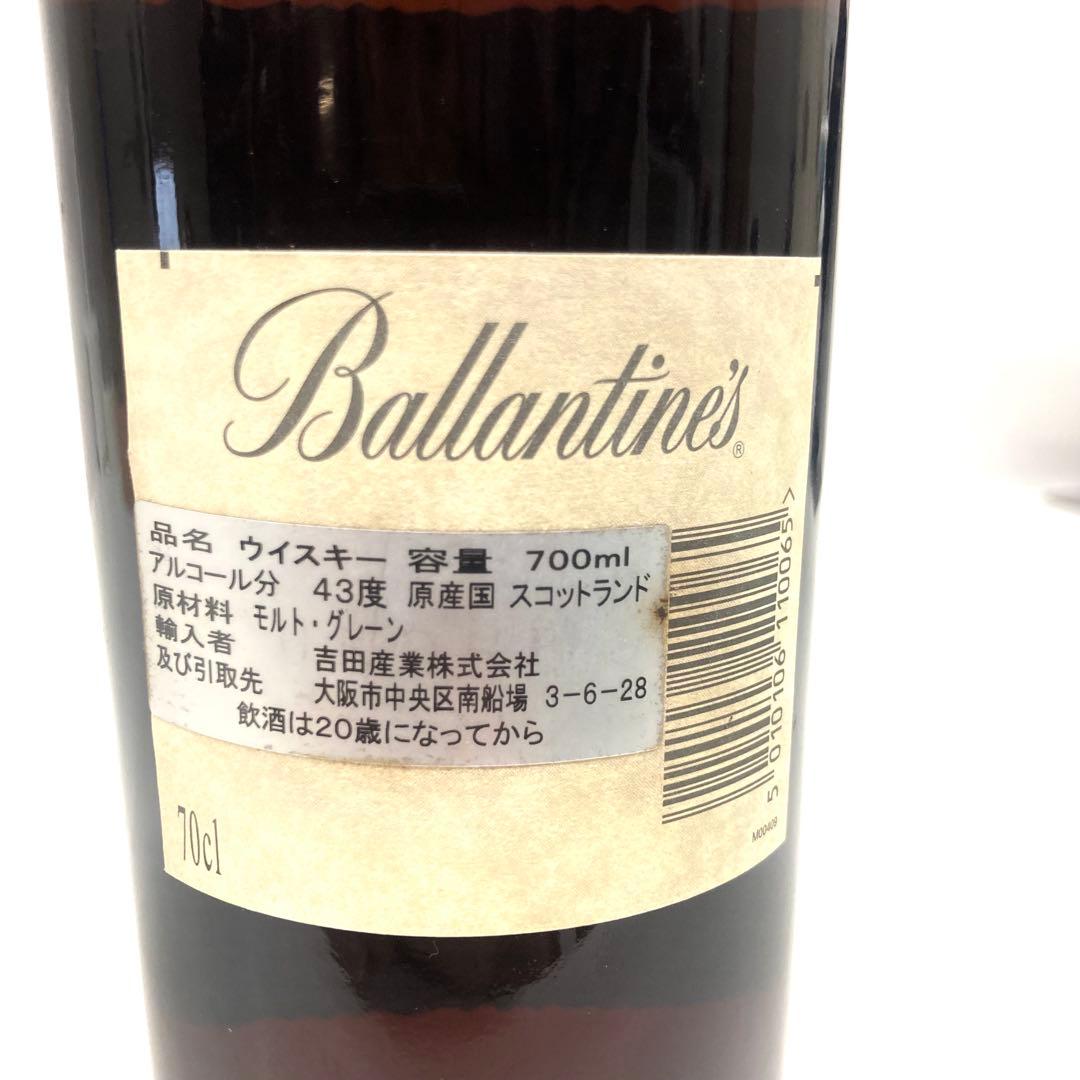 Ballantine's®
品名 ウイスキー 容量 700ml
アルコール分 43度 原産国 スコットランド
原材料 モルト・グレーン
輸入者 吉田産業株式会社
及び引取先 大阪市中央区南船場 3-6-28
飲酒は20歳になってから
70cl
5 010106 110065 >
M00409